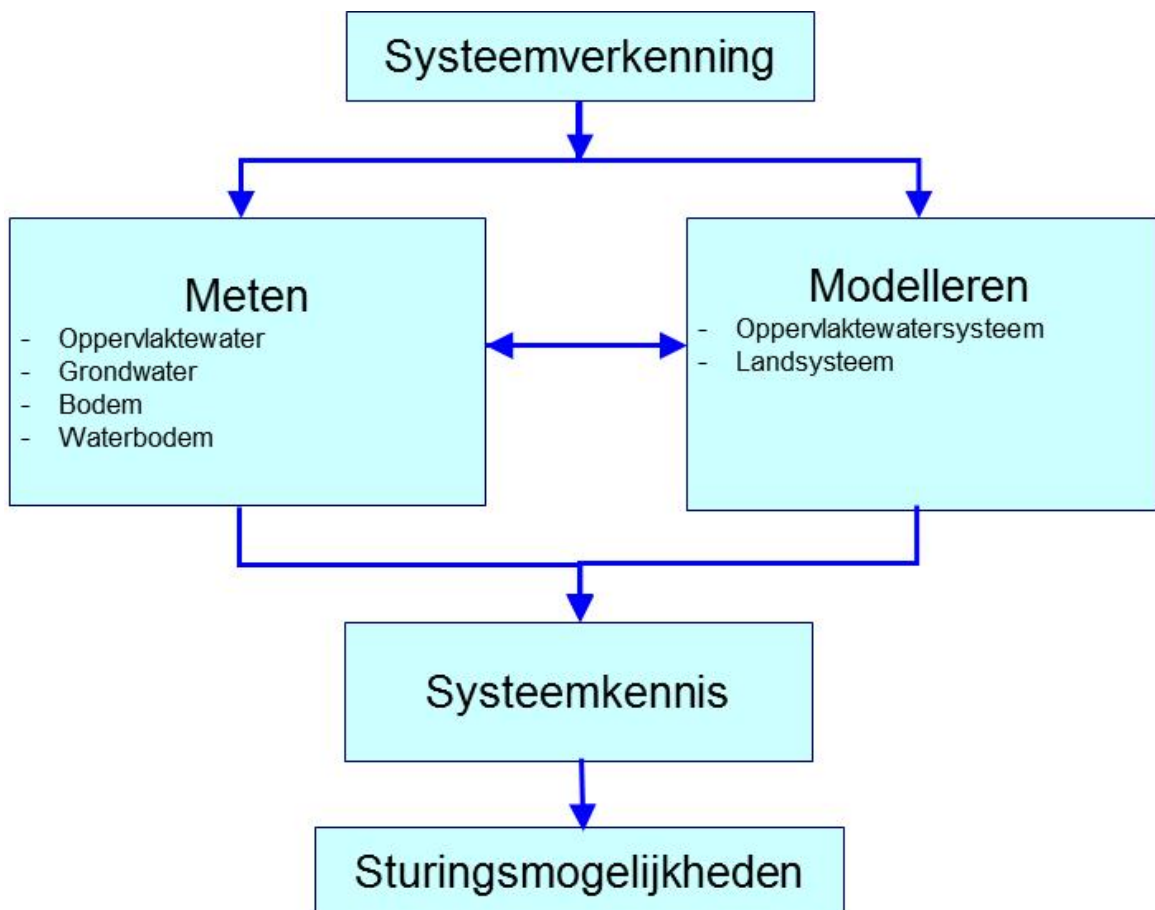 Systeemverkenning
Meten
- Oppervlaktewater
- Grondwater
- Bodem
- Waterbodem
Modelleren
- Oppervlaktewatersysteem
- Landsysteem
Systeemkennis
Sturingsmogelijkheden